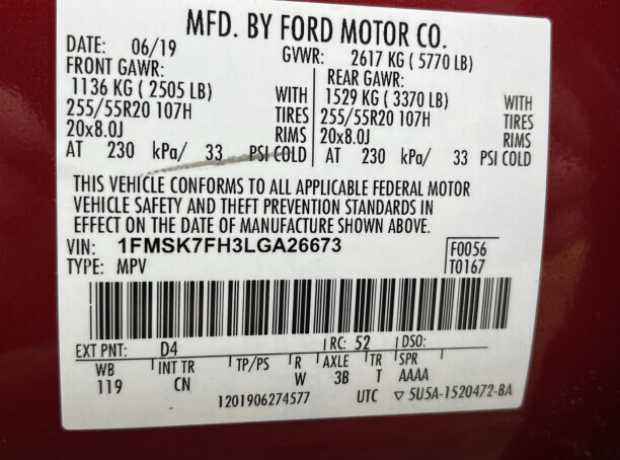 MFD. BY FORD MOTOR CO.
DATE: 06/19 GVWR: 2617 KG ( 5770 LB)
FRONT GAWR: REAR GAWR:
1136 KG ( 2505 LB) WITH 1529 KG ( 3370 LB) WITH
255/55R20 107H TIRES 255/55R20 107H TIRES
20x8.0J RIMS 20x8.0J RIMS
AT 230 kPa/ 33 PSI COLD AT 230 kPa/ 33 PSI COLD
THIS VEHICLE CONFORMS TO ALL APPLICABLE FEDERAL MOTOR
VEHICLE SAFETY AND THEFT PREVENTION STANDARDS IN
EFFECT ON THE DATE OF MANUFACTURE SHOWN ABOVE.
VIN: 1FMSK7FH3LGA26673 F0056
TYPE: MPV T0167
EXT PNT: D4 RC: 52 DSO:
WB INT TR TP/PS R AXLE TR SPR
119 CN W 3B T AAAA
1201906274577 UTC ▽ 5U5A-1520472-BA